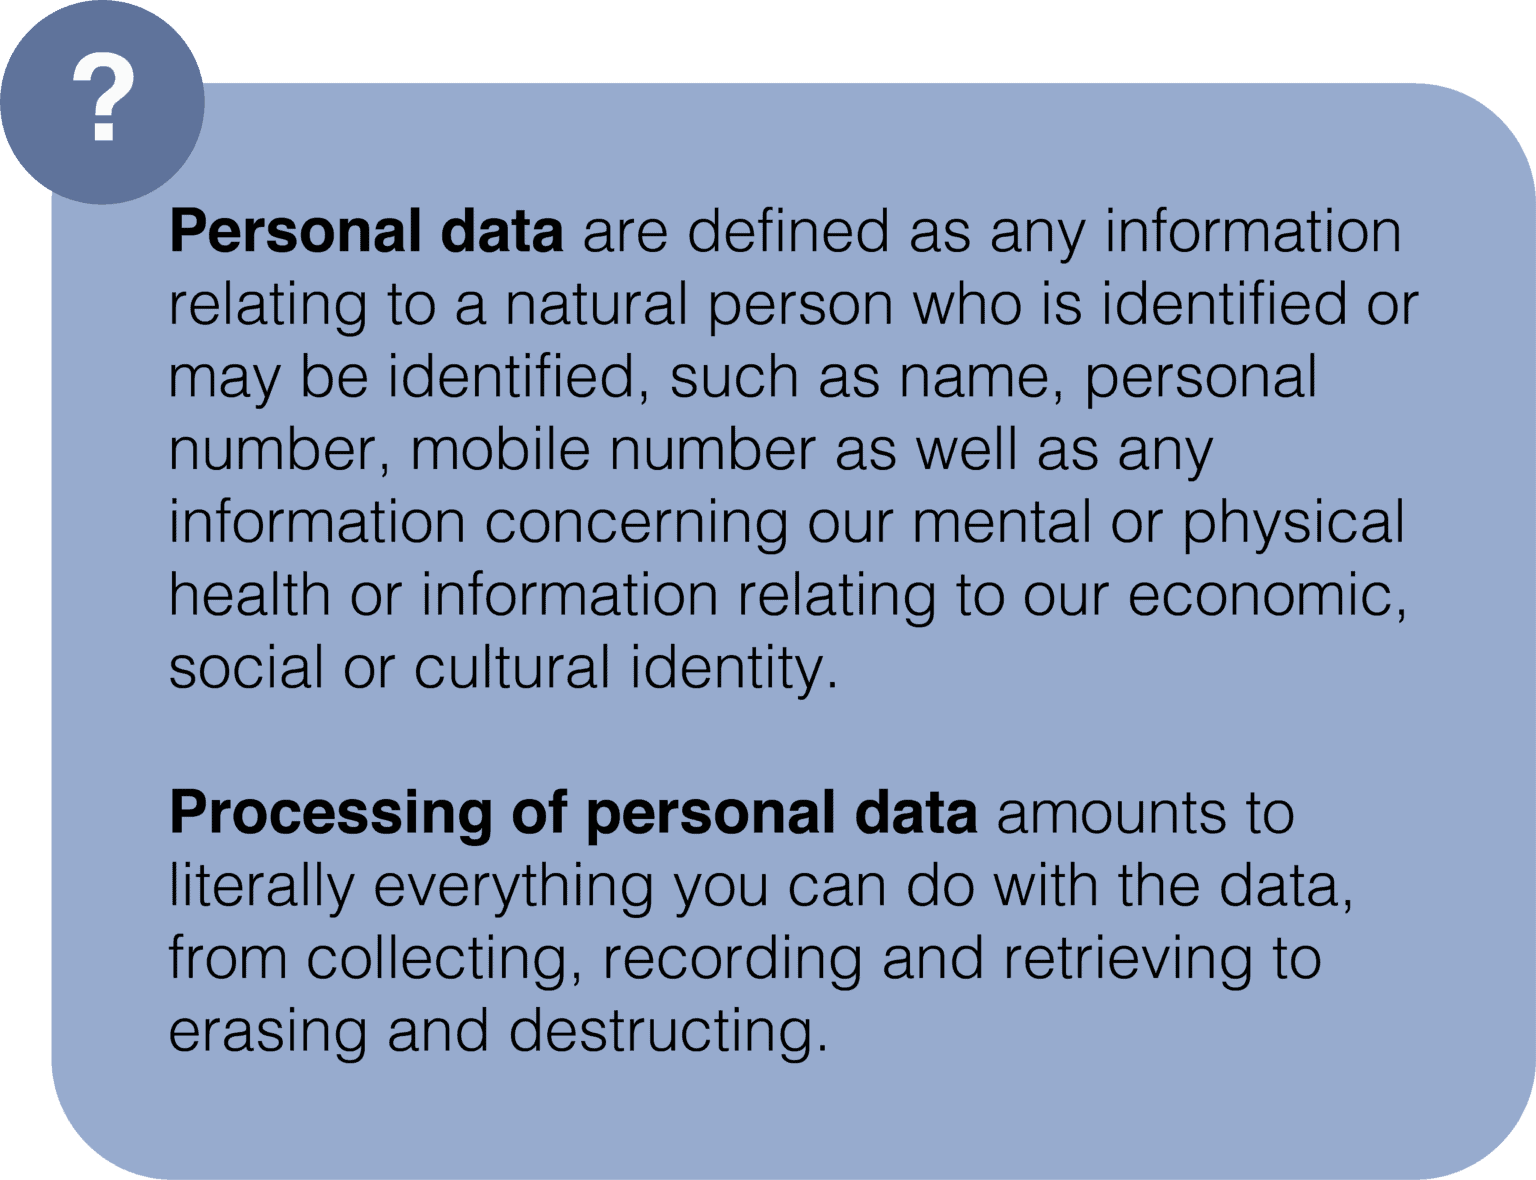 ?
Personal data are defined as any information
relating to a natural person who is identified or
may be identified, such as name, personal
number, mobile number as well as any
information concerning our mental or physical
health or information relating to our economic,
social or cultural identity.
Processing of personal data amounts to
literally everything you can do with the data,
from collecting, recording and retrieving to
erasing and destructing.